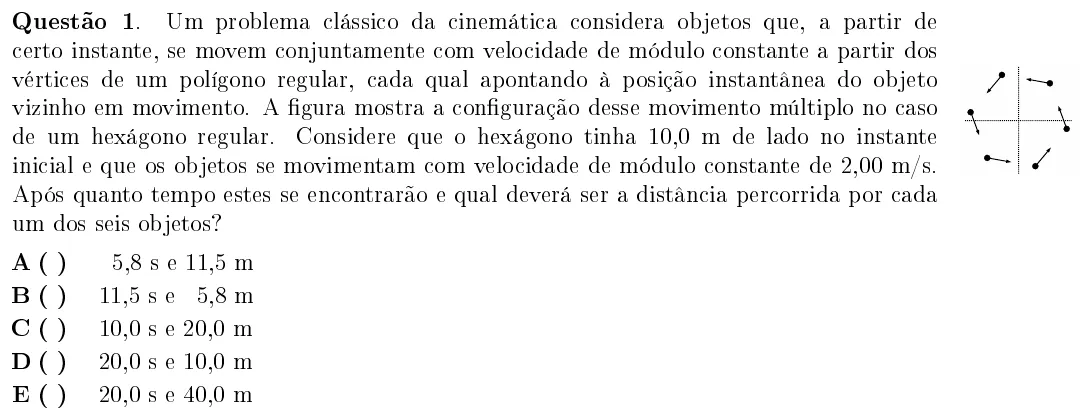 Questão 1. Um problema clássico da cinemática considera objetos que, a partir de
certo instante, se movem conjuntamente com velocidade de módulo constante a partir dos
vértices de um polígono regular, cada qual apontando à posição instantânea do objeto
vizinho em movimento. A figura mostra a configuração desse movimento múltiplo no caso
de um hexágono regular. Considere que o hexágono tinha 10,0 m de lado no instante
inicial e que os objetos se movimentam com velocidade de módulo constante de 2,00 m/s.
Após quanto tempo estes se encontrarão e qual deverá ser a distância percorrida por cada
um dos seis objetos?
A ( ) 5,8 s e 11,5 m
B ( ) 11,5 s e 5,8 m
C ( ) 10,0 s e 20,0 m
D ( ) 20,0 s e 10,0 m
E ( ) 20,0 s e 40,0 m